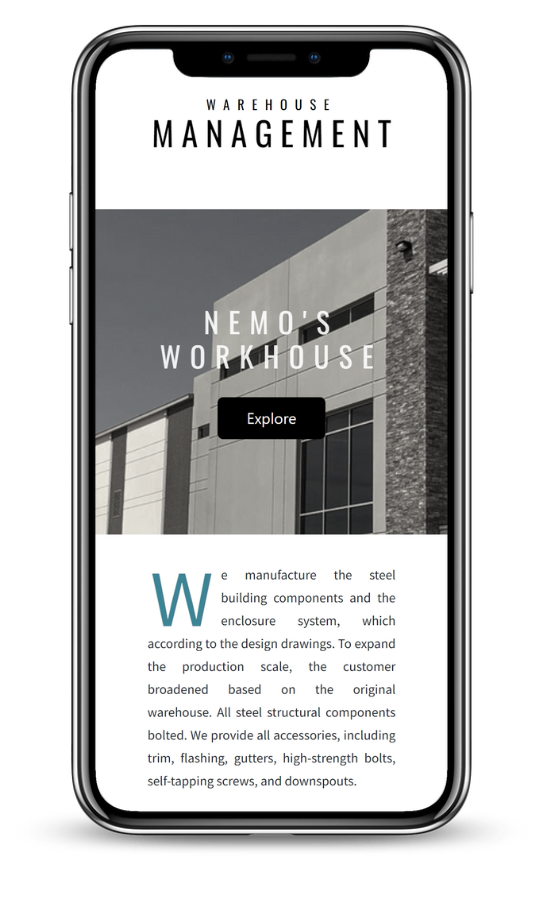 WAREHOUSE
MANAGEMENT
NEMO'S
WORKHOUSE
Explore
We manufacture the steel
building components and the
enclosure system, which
according to the design drawings. To expand
the production scale, the customer
broadened based on the original
warehouse. All steel structural components
bolted. We provide all accessories, including
trim, flashing, gutters, high-strength bolts,
self-tapping screws, and downspouts.